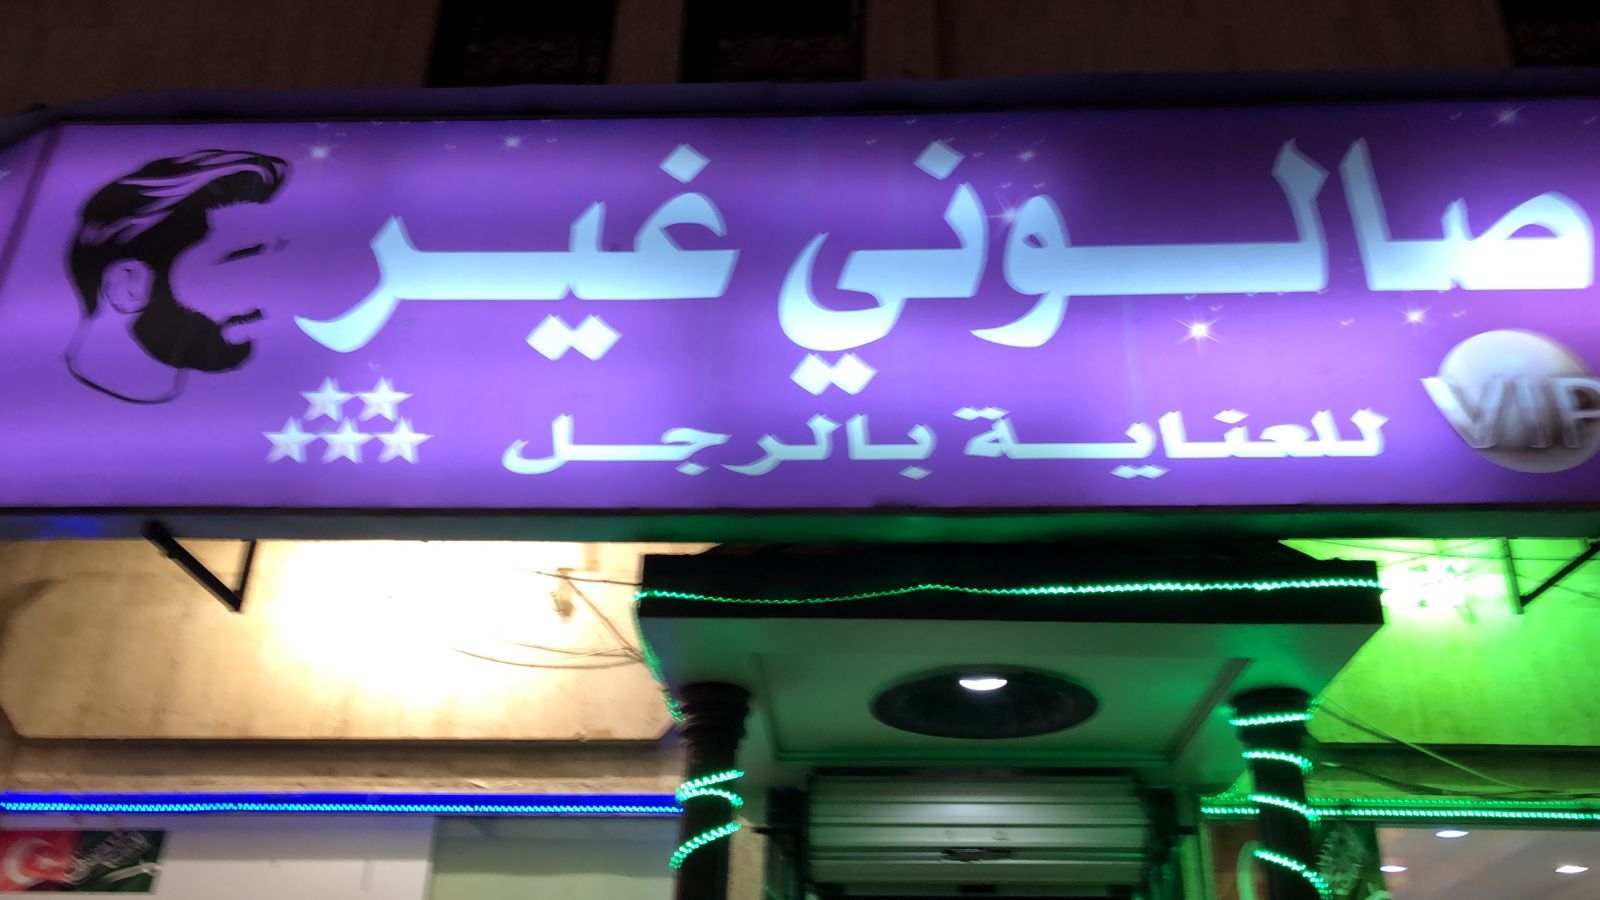 صالوني غير
للعناية بالرجل
VIP